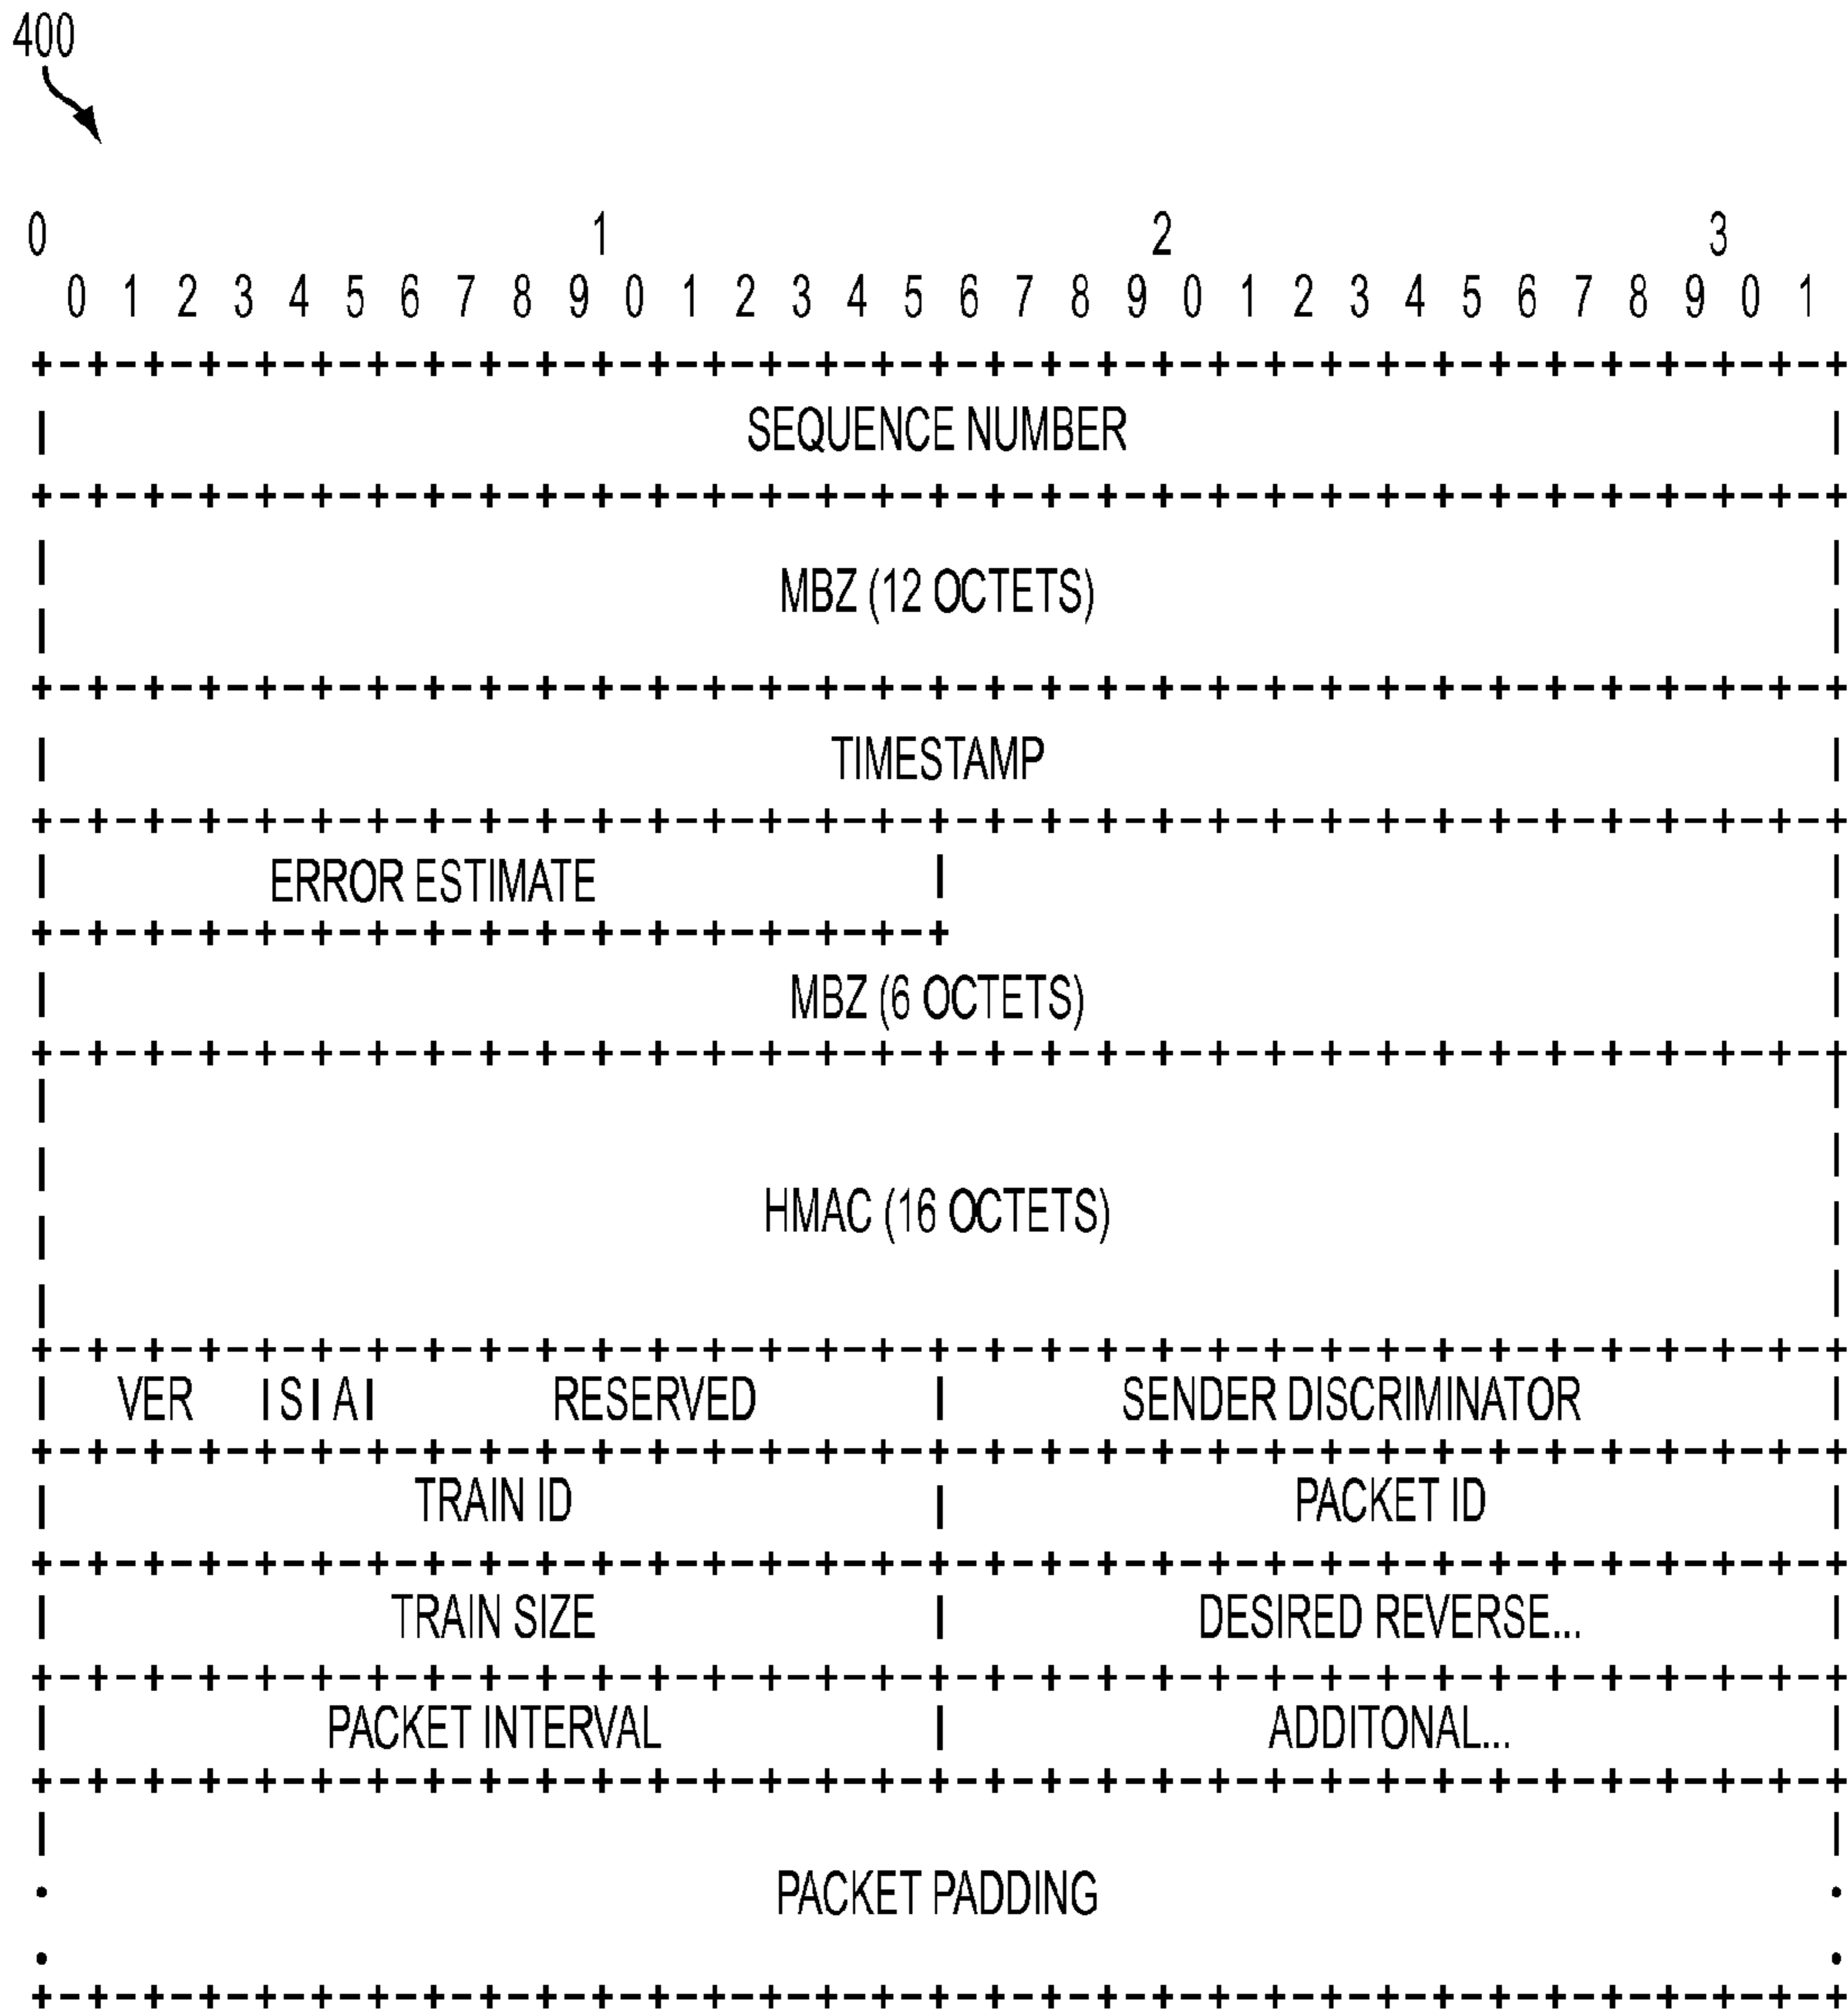 400
0 1 2 3
0 1 2 3 4 5 6 7 8 9 0 1 2 3 4 5 6 7 8 9 0 1 2 3 4 5 6 7 8 9 0 1
+-+-+-+-+-+-+-+-+-+-+-+-+-+-+-+-+-+-+-+-+-+-+-+-+-+-+-+-+-+-+-+-+
| SEQUENCE NUMBER |
+-+-+-+-+-+-+-+-+-+-+-+-+-+-+-+-+-+-+-+-+-+-+-+-+-+-+-+-+-+-+-+-+
| MBZ (12 OCTETS) |
+-+-+-+-+-+-+-+-+-+-+-+-+-+-+-+-+-+-+-+-+-+-+-+-+-+-+-+-+-+-+-+-+
| TIMESTAMP |
+-+-+-+-+-+-+-+-+-+-+-+-+-+-+-+-+-+-+-+-+-+-+-+-+-+-+-+-+-+-+-+-+
| ERROR ESTIMATE | |
+-+-+-+-+-+-+-+-+-+-+-+-+-+-+-+-+ |
| MBZ (6 OCTETS) |
+-+-+-+-+-+-+-+-+-+-+-+-+-+-+-+-+-+-+-+-+-+-+-+-+-+-+-+-+-+-+-+-+
| HMAC (16 OCTETS) |
+-+-+-+-+-+-+-+-+-+-+-+-+-+-+-+-+-+-+-+-+-+-+-+-+-+-+-+-+-+-+-+-+
| VER |S| A| RESERVED | SENDER DISCRIMINATOR |
+-+-+-+-+-+-+-+-+-+-+-+-+-+-+-+-+-+-+-+-+-+-+-+-+-+-+-+-+-+-+-+-+
| TRAIN ID | PACKET ID |
+-+-+-+-+-+-+-+-+-+-+-+-+-+-+-+-+-+-+-+-+-+-+-+-+-+-+-+-+-+-+-+-+
| TRAIN SIZE | DESIRED REVERSE... |
+-+-+-+-+-+-+-+-+-+-+-+-+-+-+-+-+-+-+-+-+-+-+-+-+-+-+-+-+-+-+-+-+
| PACKET INTERVAL | ADDITONAL... |
+-+-+-+-+-+-+-+-+-+-+-+-+-+-+-+-+-+-+-+-+-+-+-+-+-+-+-+-+-+-+-+-+
| PACKET PADDING |
+-+-+-+-+-+-+-+-+-+-+-+-+-+-+-+-+-+-+-+-+-+-+-+-+-+-+-+-+-+-+-+-+